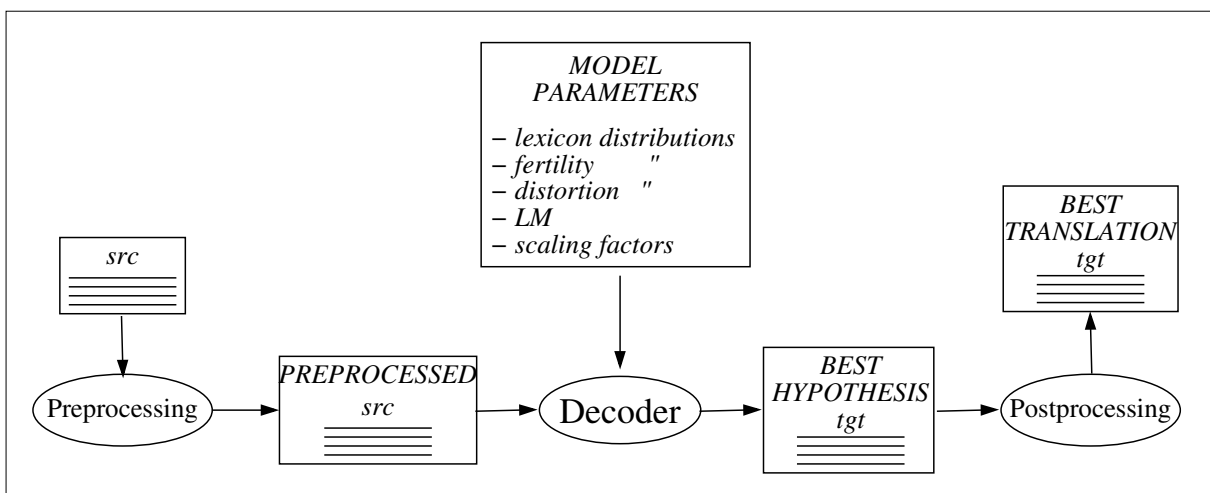 MODEL
PARAMETERS
– lexicon distributions
– fertility "
– distortion "
– LM
– scaling factors
src
Preprocessing
PREPROCESSED
src
Decoder
BEST
HYPOTHESIS
tgt
Postprocessing
BEST
TRANSLATION
tgt